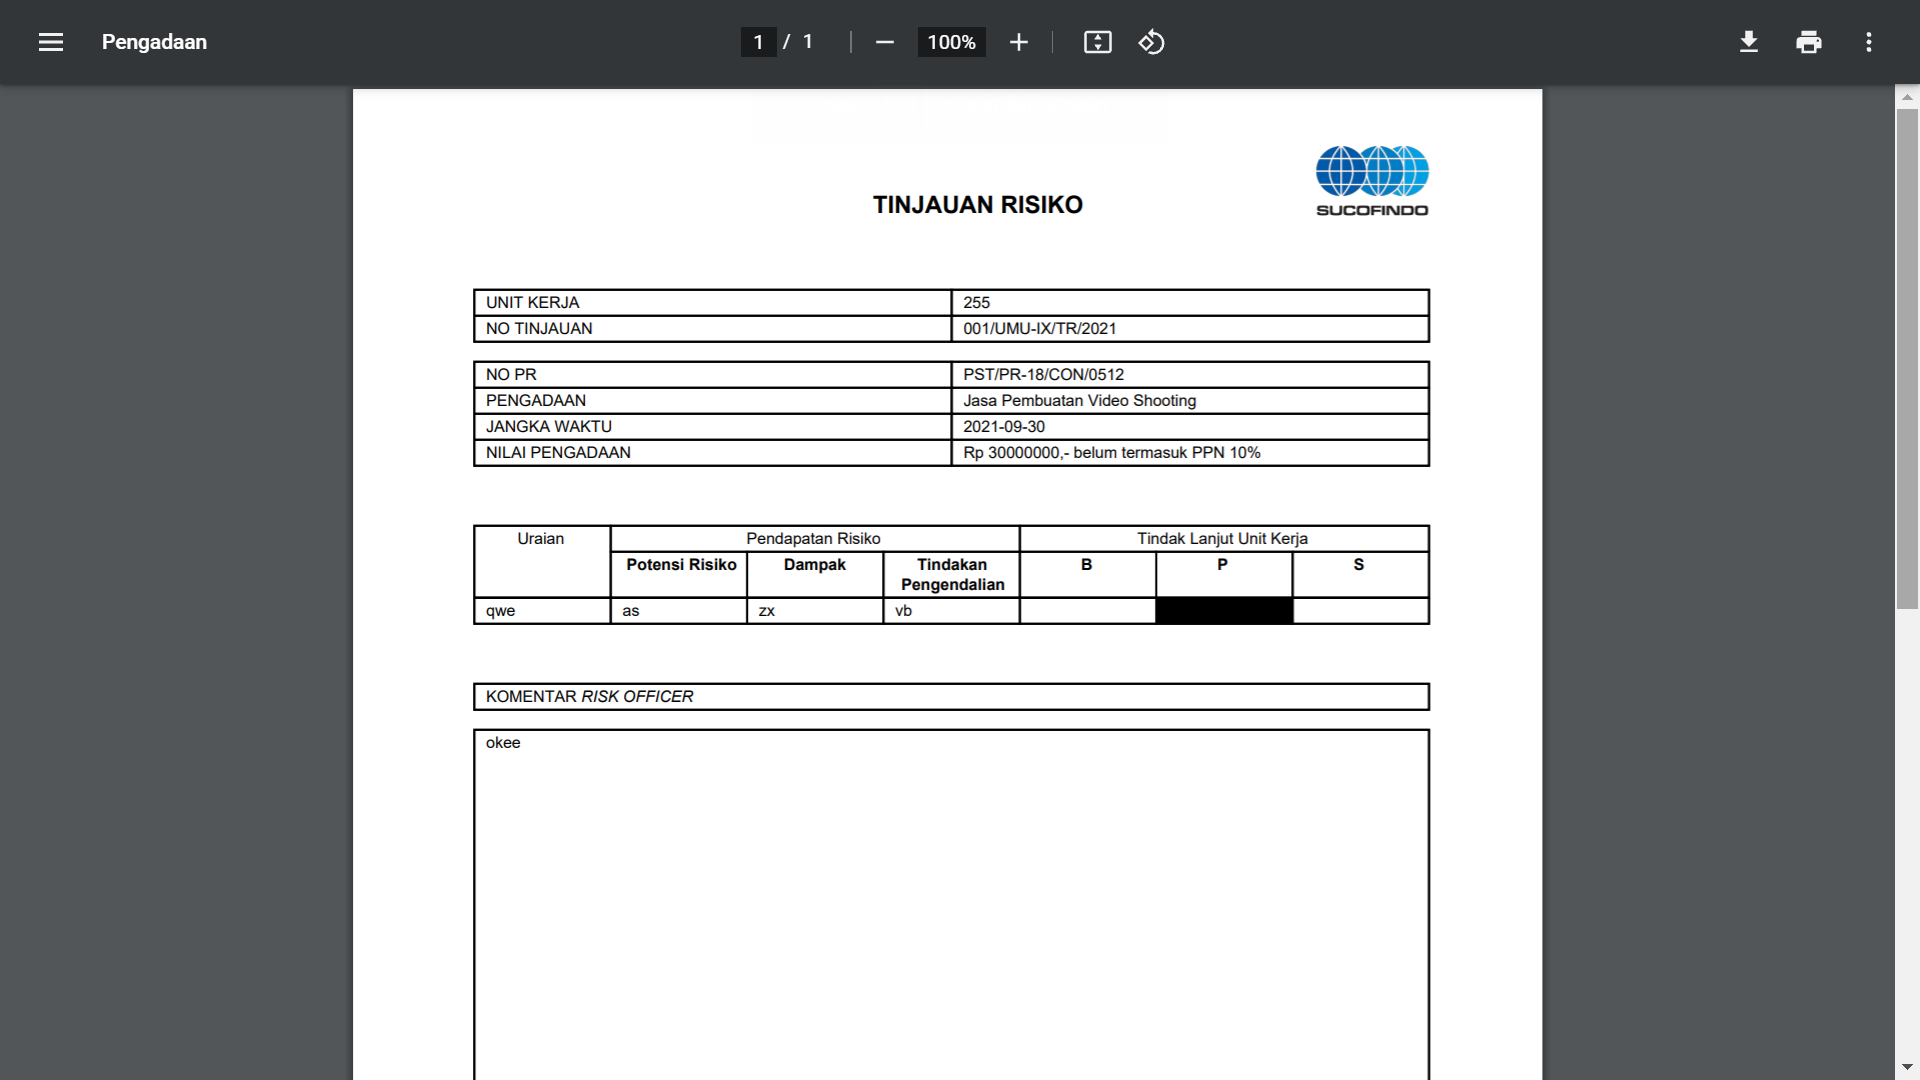 Pengadaan
1 / 1
100%
SUCOFINDO
TINJAUAN RISIKO
UNIT KERJA 255
NO TINJAUAN 001/UMU-IX/TR/2021
NO PR PST/PR-18/CON/0512
PENGADAAN Jasa Pembuatan Video Shooting
JANGKA WAKTU 2021-09-30
NILAI PENGADAAN Rp 30000000,- belum termasuk PPN 10%
Uraian Pendapatan Risiko Tindak Lanjut Unit Kerja
Potensi Risiko Dampak Tindakan B P S
Pengendalian
qwe as zx vb
KOMENTAR RISK OFFICER
okee